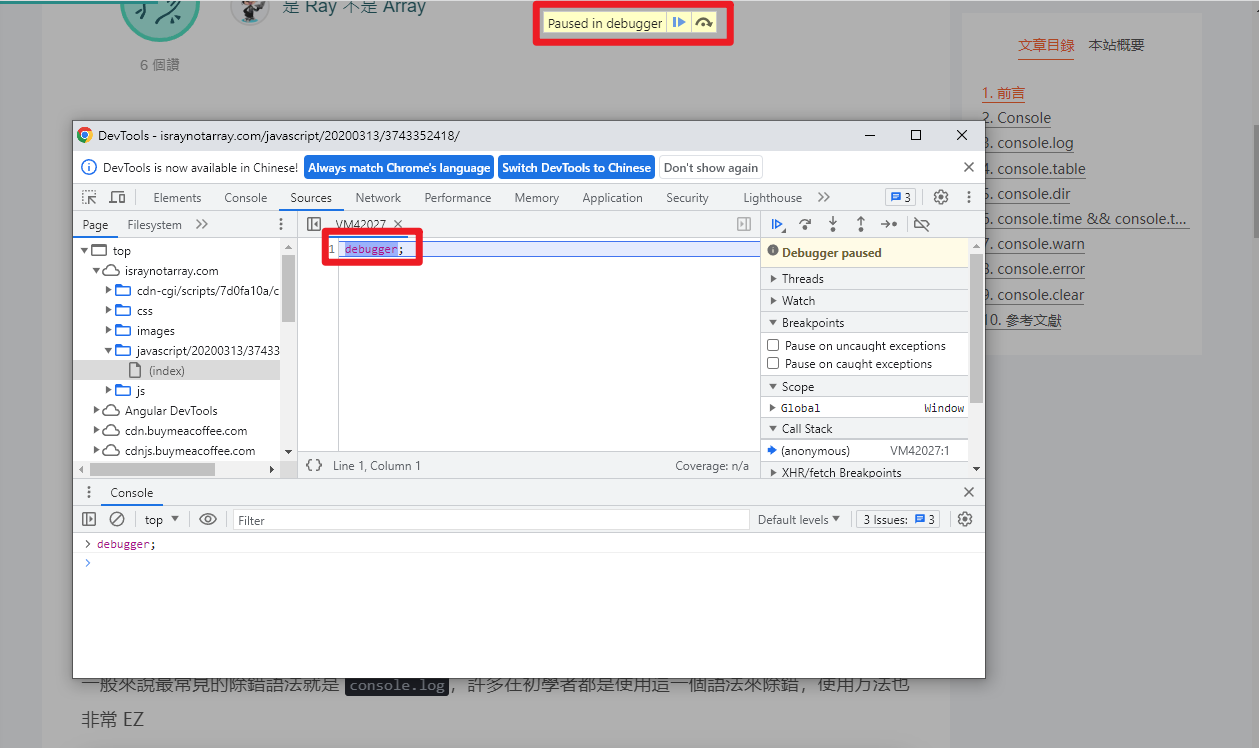 是 Ray 不是 Array
Paused in debugger
6 個讚
文章目錄 本站概要
1. 前言
2. Console
3. console.log
4. console.table
5. console.dir
6. console.time && console.t...
7. console.warn
8. console.error
9. console.clear
10. 參考文獻
DevTools - israynotarray.com/javascript/20200313/3743352418/
DevTools is now available in Chinese! Always match Chrome's language Switch DevTools to Chinese Don't show again
Elements Console Sources Network Performance Memory Application Security Lighthouse 3
Page Filesystem
VM42027
top
israynotarray.com
cdn-cgi/scripts/7d0fa10a/c
css
images
javascript/20200313/37433
(index)
js
Angular DevTools
cdn.buymeacoffee.com
cdnjs.buymeacoffee.com
1 debugger;
{} Line 1, Column 1 Coverage: n/a
Debugger paused
Threads
Watch
Breakpoints
Pause on uncaught exceptions
Pause on caught exceptions
Scope
Global Window
Call Stack
(anonymous) VM42027:1
XHR/fetch Breakpoints
Console
top Filter Default levels 3 Issues: 3
> debugger;
>
一般來說最常見的除錯語法就是 console.log，許多在初學者都是使用這一個語法來除錯，使用方法也
非常 EZ